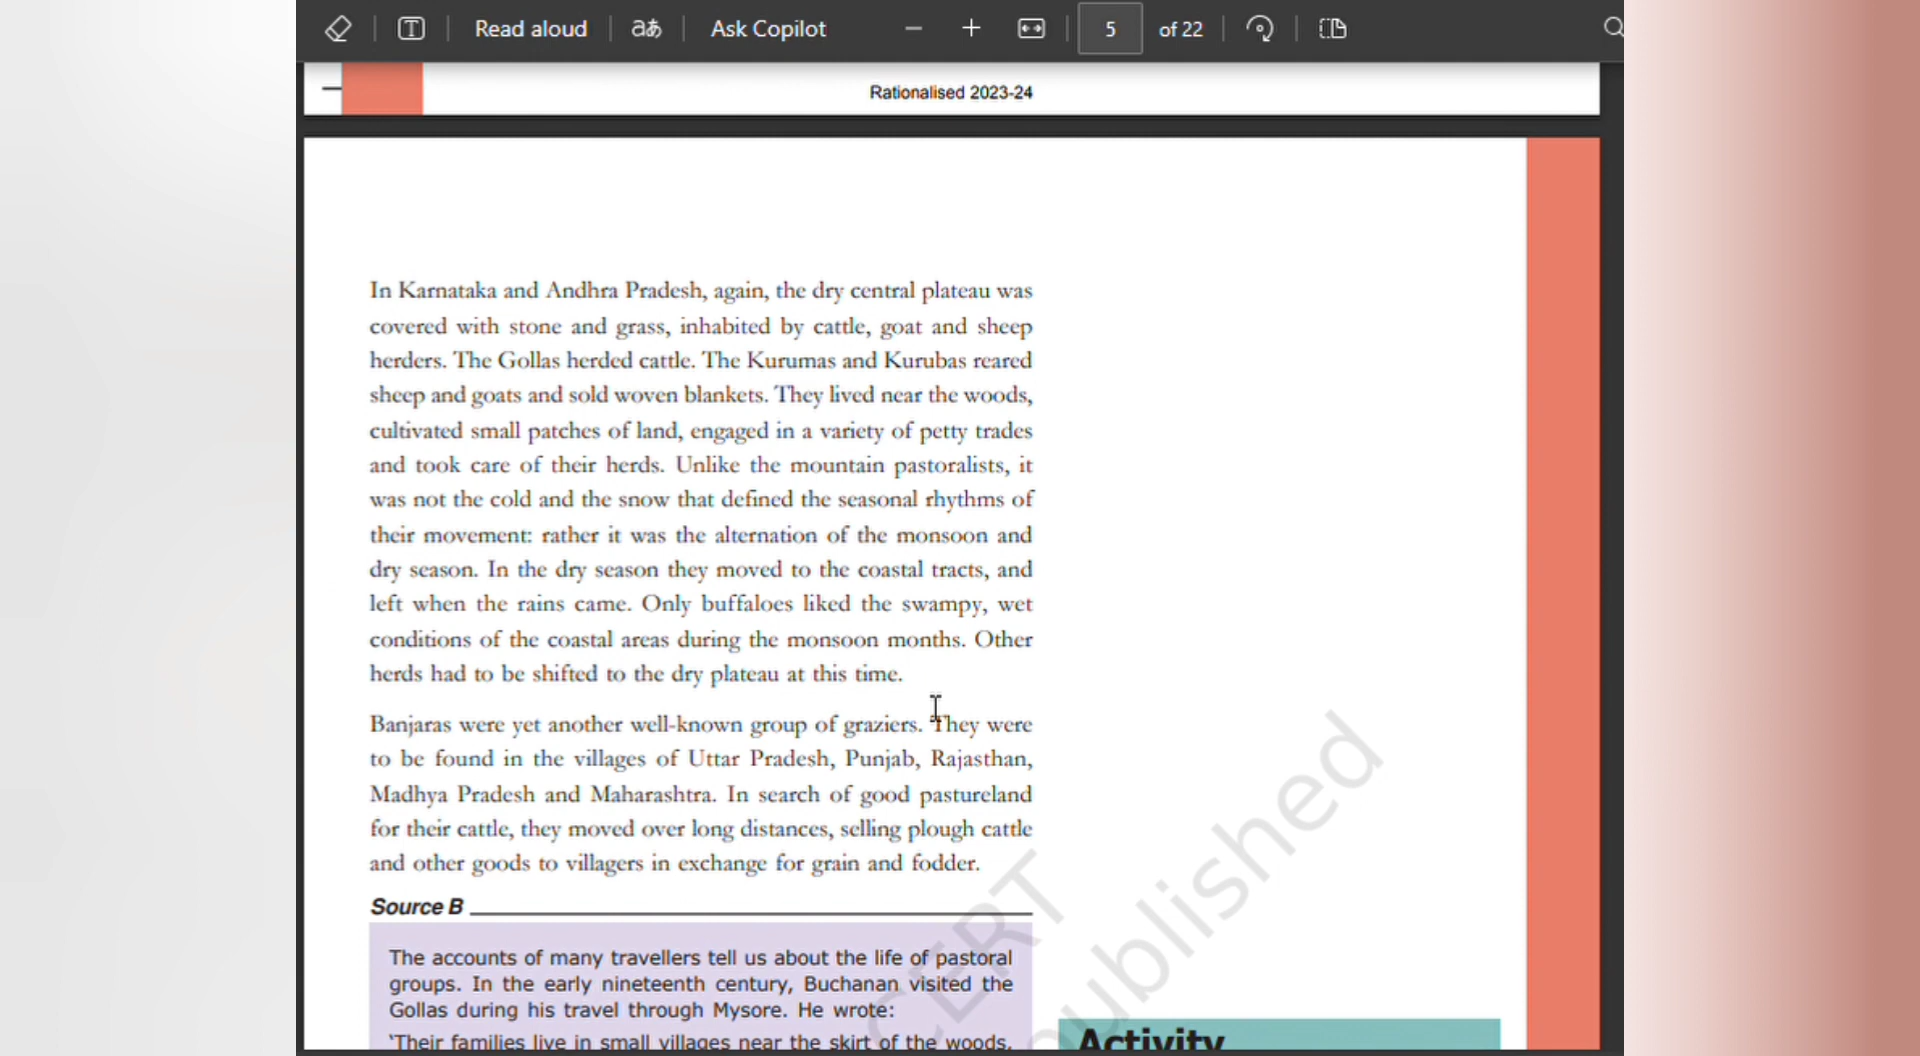 Read aloud
aあ
Ask Copilot
5
of 22
Rationalised 2023-24
In Karnataka and Andhra Pradesh, again, the dry central plateau was
covered with stone and grass, inhabited by cattle, goat and sheep
herders. The Gollas herded cattle. The Kurumas and Kurubas reared
sheep and goats and sold woven blankets. They lived near the woods,
cultivated small patches of land, engaged in a variety of petty trades
and took care of their herds. Unlike the mountain pastoralists, it
was not the cold and the snow that defined the seasonal rhythms of
their movement: rather it was the alternation of the monsoon and
dry season. In the dry season they moved to the coastal tracts, and
left when the rains came. Only buffaloes liked the swampy, wet
conditions of the coastal areas during the monsoon months. Other
herds had to be shifted to the dry plateau at this time.
Banjaras were yet another well-known group of graziers. They were
to be found in the villages of Uttar Pradesh, Punjab, Rajasthan,
Madhya Pradesh and Maharashtra. In search of good pastureland
for their cattle, they moved over long distances, selling plough cattle
and other goods to villagers in exchange for grain and fodder.
Source B
The accounts of many travellers tell us about the life of pastoral
groups. In the early nineteenth century, Buchanan visited the
Gollas during his travel through Mysore. He wrote:
'Their families live in small villages near the skirt of the woods,
Activity
CERT
published